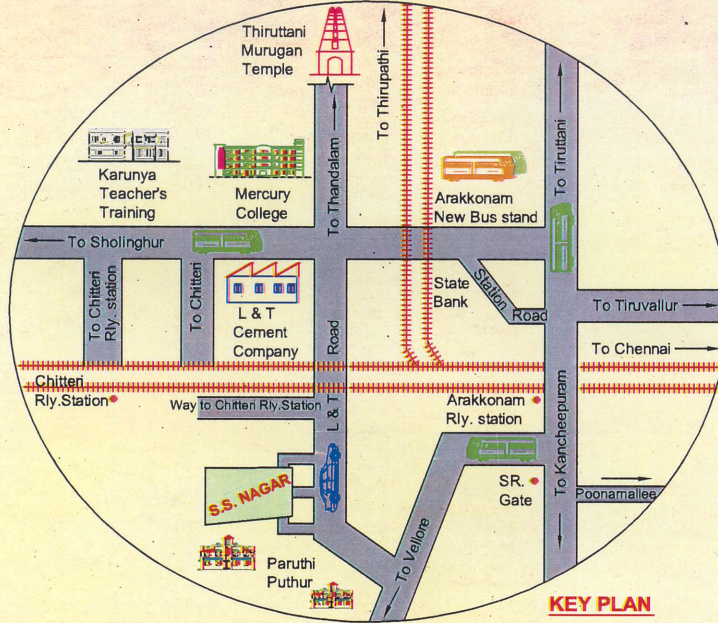 Thiruttani
Murugan
Temple
To Thirupathi
To Thandalam
To Tiruttani
Karunya
Teacher's
Training
Mercury
College
Arakkonam
New Bus stand
To Sholinghur
To Chitteri
Rly. station
To Chitteri
L & T
Cement
Company
State
Bank
Station
Road
To Tiruvallur
To Chennai
L & T Road
Chitteri
Rly.Station
Way to Chitteri Rly.Station
Arakkonam
Rly. station
To Kancheepuram
S.S. NAGAR
SR.
Gate
Poonamallee
To Vellore
Paruthi
Puthur
KEY PLAN